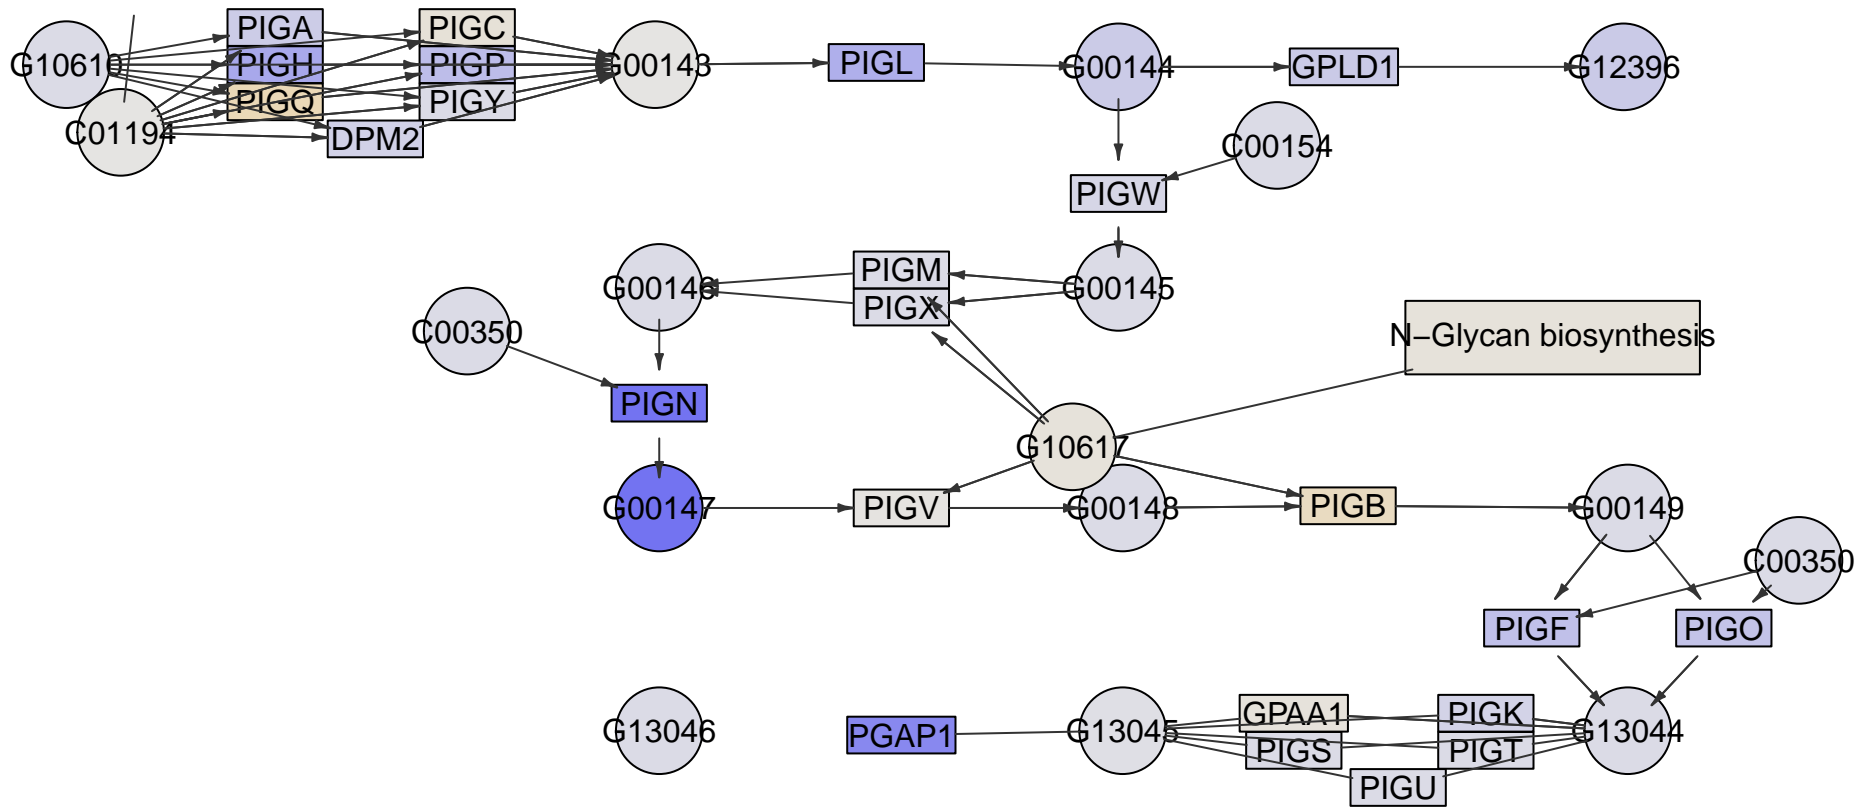 PIGA
PIGC
G10610
PIGH
PIGP
G00143
PIGL
G00144
GPLD1
G12396
PIGQ
PIGY
C01194
DPM2
C00154
PIGW
PIGM
G00146
G00145
PIGX
C00350
N−Glycan biosynthesis
PIGN
G10617
G00147
PIGV
G00148
PIGB
G00149
C00350
PIGF
PIGO
GPAA1
PIGK
G13046
PGAP1
G13045
G13044
PIGS
PIGT
PIGU